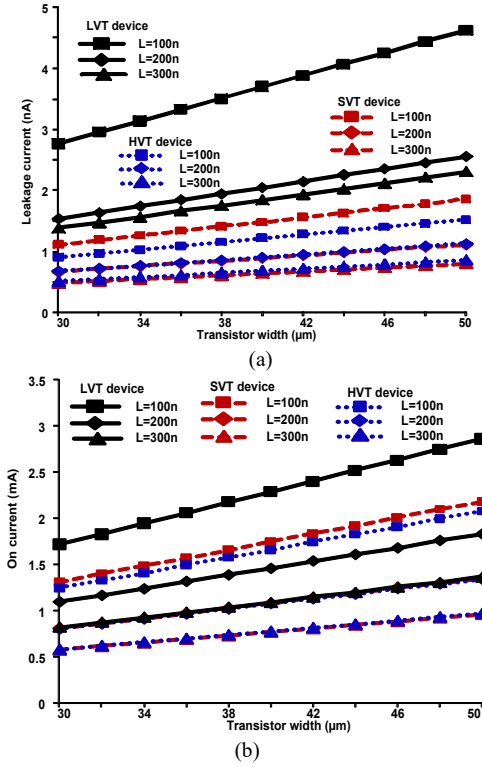 LVT device
L=100n
L=200n
L=300n
SVT device
L=100n
L=200n
L=300n
HVT device
L=100n
L=200n
L=300n
Leakage current (nA)
5
4
3
2
1
0
30 34 38 42 46 50
Transistor width (µm)
(a)
LVT device
L=100n
L=200n
L=300n
SVT device
L=100n
L=200n
L=300n
HVT device
L=100n
L=200n
L=300n
On current (mA)
3.5
3
2.5
2
1.5
1
0.5
0
30 34 38 42 46 50
Transistor width (µm)
(b)